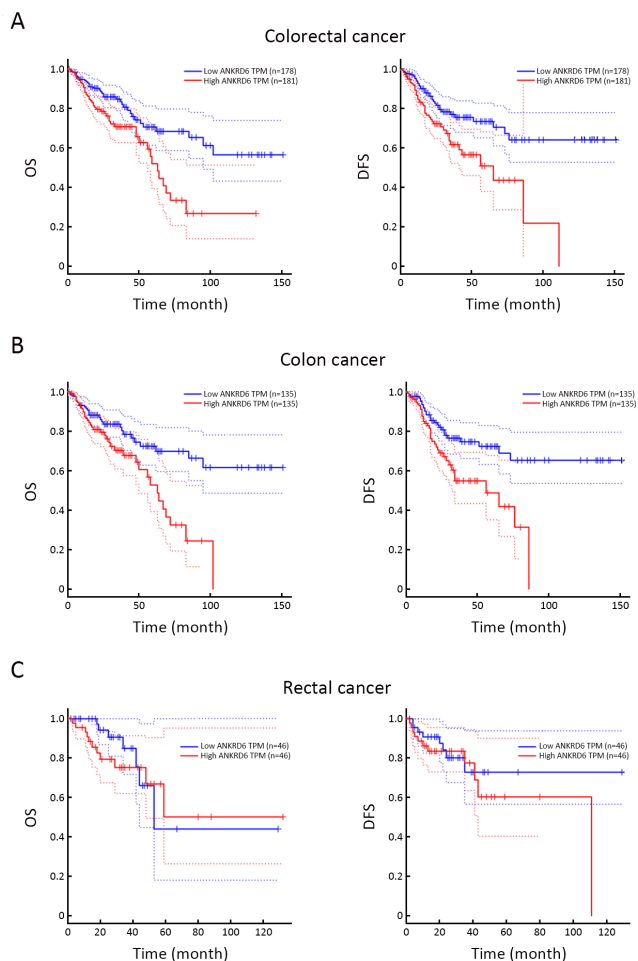 A
Colorectal cancer
Low ANKRD6 TPM (n=178)
High ANKRD6 TPM (n=181)
1.0
0.8
0.6
0.4
0.2
0
OS
0 50 100 150
Time (month)
Low ANKRD6 TPM (n=178)
High ANKRD6 TPM (n=181)
1.0
0.8
0.6
0.4
0.2
0
DFS
0 50 100 150
Time (month)
B
Colon cancer
Low ANKRD6 TPM (n=135)
High ANKRD6 TPM (n=135)
1.0
0.8
0.6
0.4
0.2
0
OS
0 50 100 150
Time (month)
Low ANKRD6 TPM (n=135)
High ANKRD6 TPM (n=135)
1.0
0.8
0.6
0.4
0.2
0
DFS
0 50 100 150
Time (month)
C
Rectal cancer
1.0
0.8
0.6
0.4
0.2
0
Low ANKRD6 TPM (n=46)
High ANKRD6 TPM (n=46)
OS
0 20 40 60 80 100 120
Time (month)
1.0
0.8
0.6
0.4
0.2
0
Low ANKRD6 TPM (n=46)
High ANKRD6 TPM (n=46)
DFS
0 20 40 60 80 100 120
Time (month)